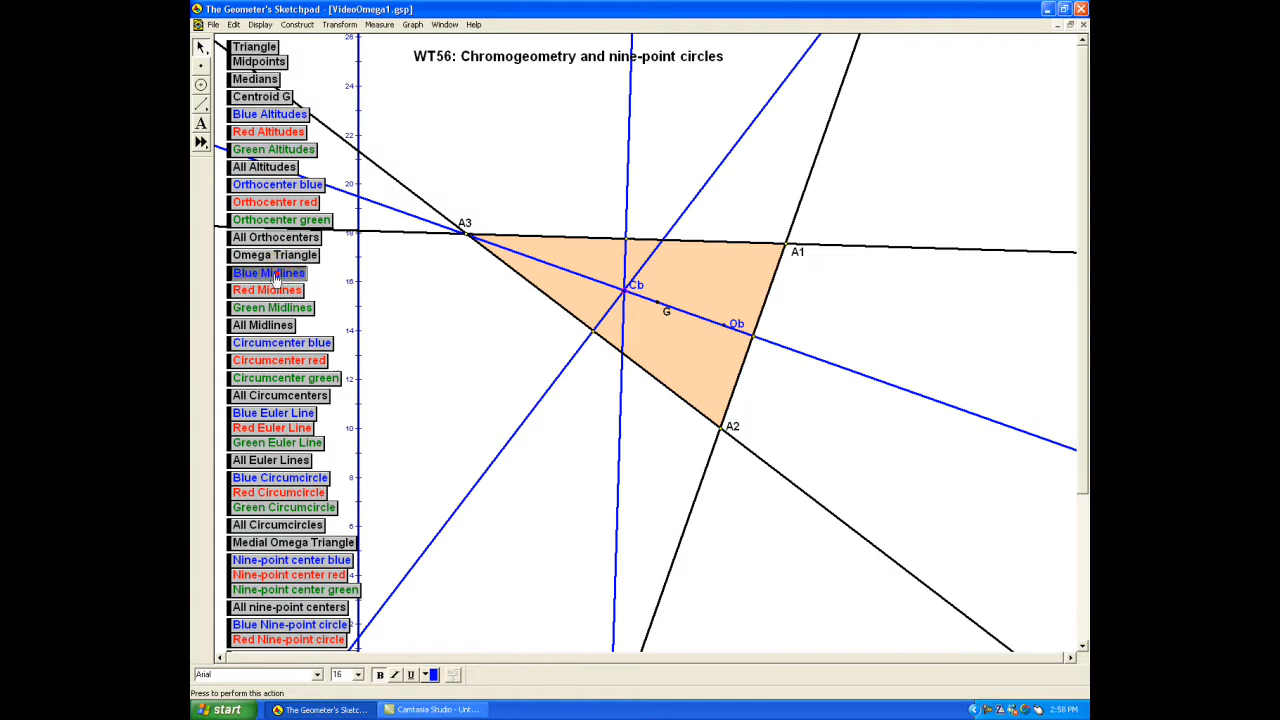 The Geometer's Sketchpad - [VideoOmega1.gsp]
File Edit Display Construct Transform Measure Graph Window Help
WT56: Chromogeometry and nine-point circles
Triangle
Midpoints
Medians
Centroid G
Blue Altitudes
Red Altitudes
Green Altitudes
All Altitudes
Orthocenter blue
Orthocenter red
Orthocenter green
All Orthocenters
Omega Triangle
Blue Midlines
Red Midlines
Green Midlines
All Midlines
Circumcenter blue
Circumcenter red
Circumcenter green
All Circumcenters
Blue Euler Line
Red Euler Line
Green Euler Line
All Euler Lines
Blue Circumcircle
Red Circumcircle
Green Circumcircle
All Circumcircles
Medial Omega Triangle
Nine-point center blue
Nine-point center red
Nine-point center green
All nine-point centers
Blue Nine-point circle
Red Nine-point circle
26
24
22
20
18
16
14
12
10
8
6
4
2
A3
A1
Cb
G
Ob
A2
Arial 16 B I U
Press to perform this action
start The Geometer's Sketc... Camtasia Studio - Unt... 2:58 PM